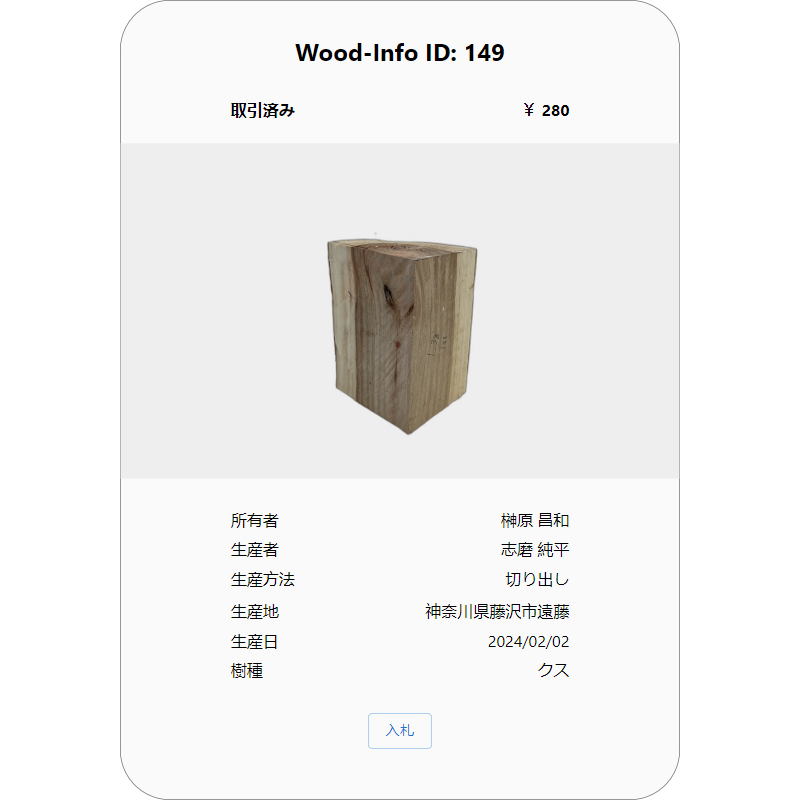 Wood-Info ID: 149
取引済み ￥ 280
所有者 榊原 昌和
生産者 志磨 純平
生産方法 切り出し
生産地 神奈川県藤沢市遠藤
生産日 2024/02/02
樹種 クス
入札